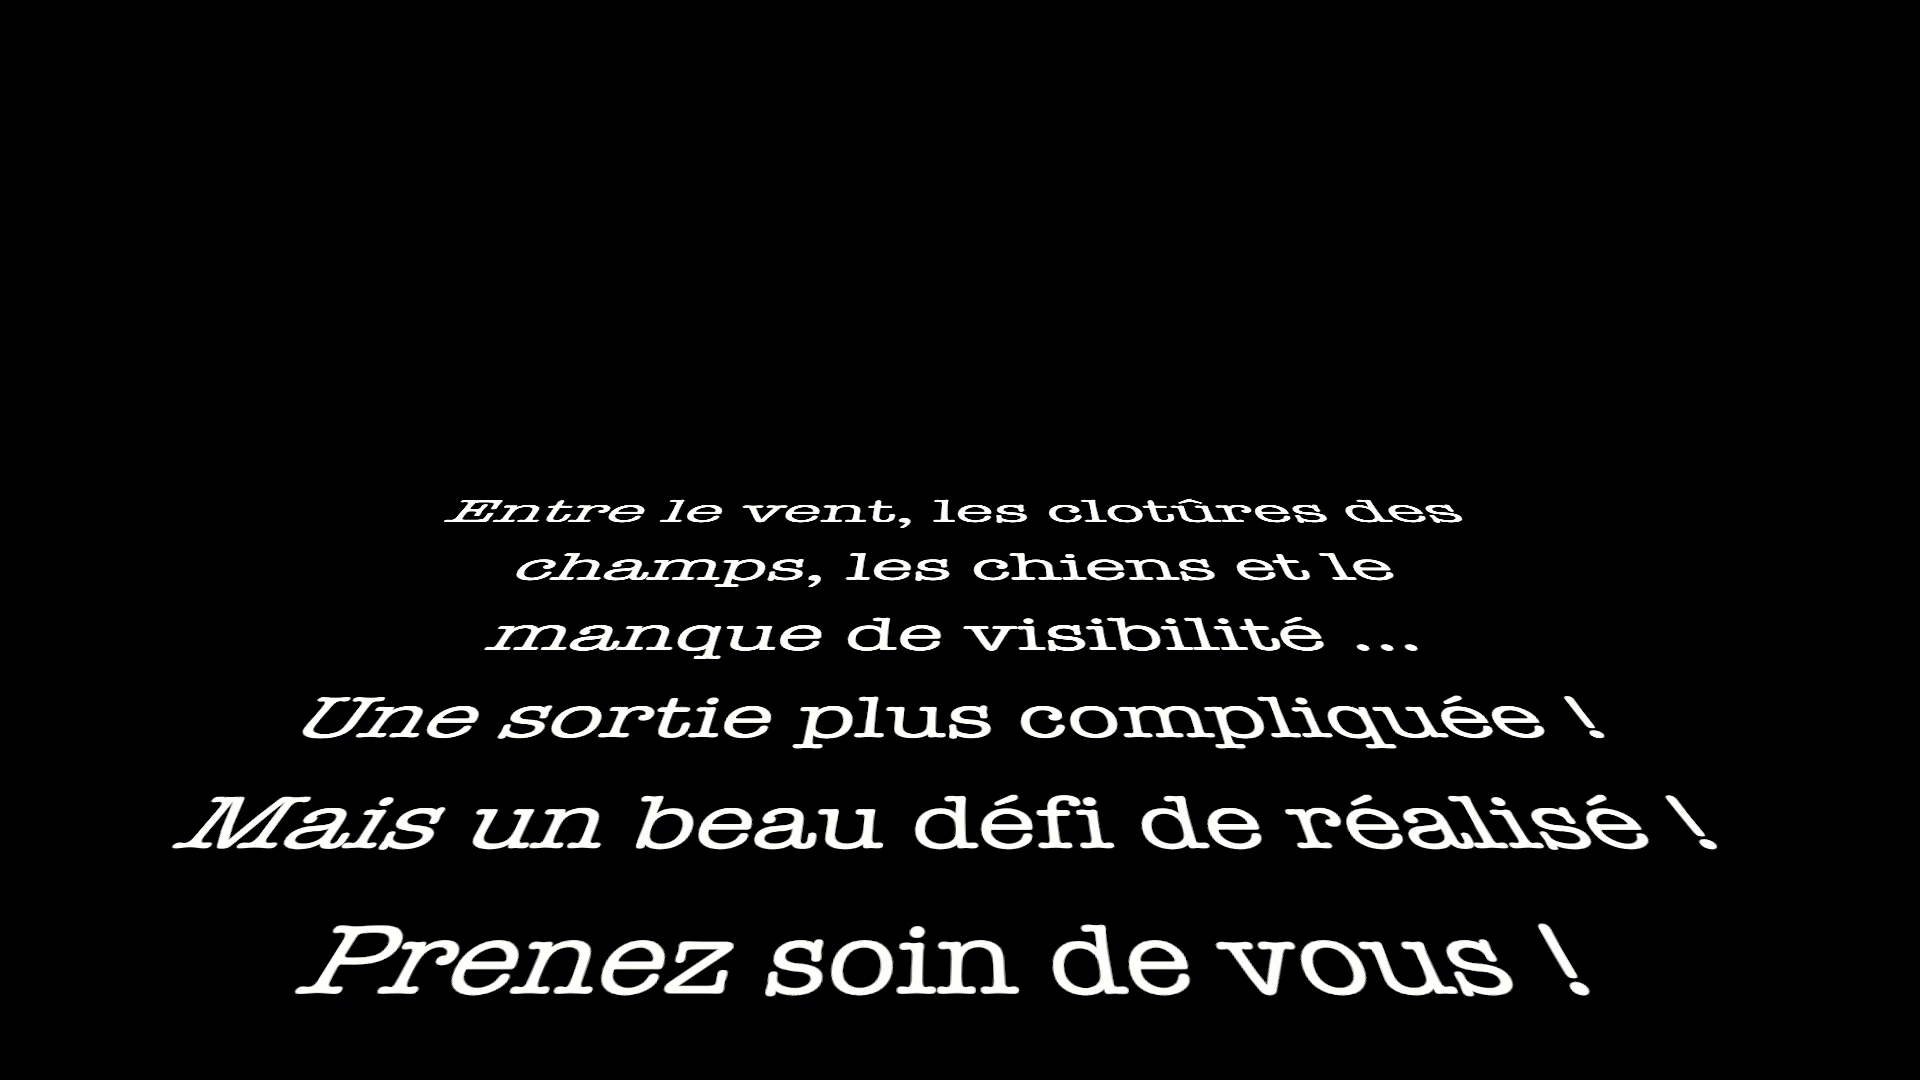 Entre le vent, les clotûres des
champs, les chiens et le
manque de visibilité ...
Une sortie plus compliquée !
Mais un beau défi de réalisé !
Prenez soin de vous !